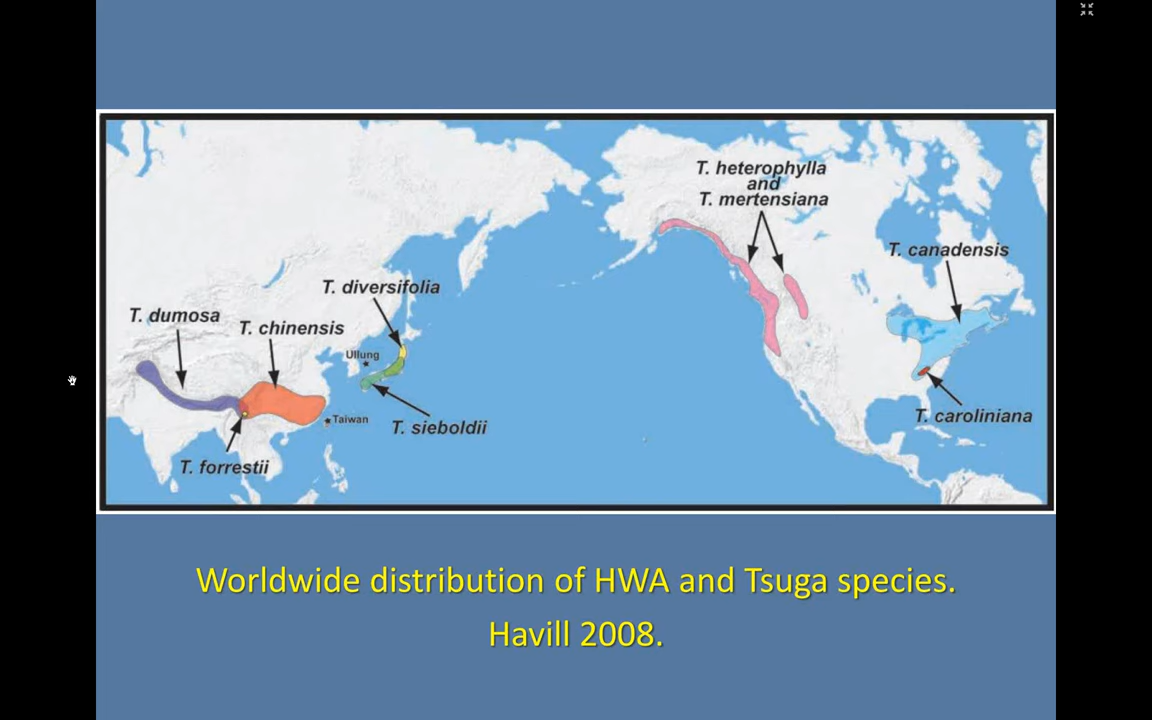 T. heterophylla
and
T. mertensiana
T. canadensis
T. diversifolia
T. dumosa
T. chinensis
Ullung
Taiwan
T. sieboldii
T. caroliniana
T. forrestii
Worldwide distribution of HWA and Tsuga species.
Havill 2008.